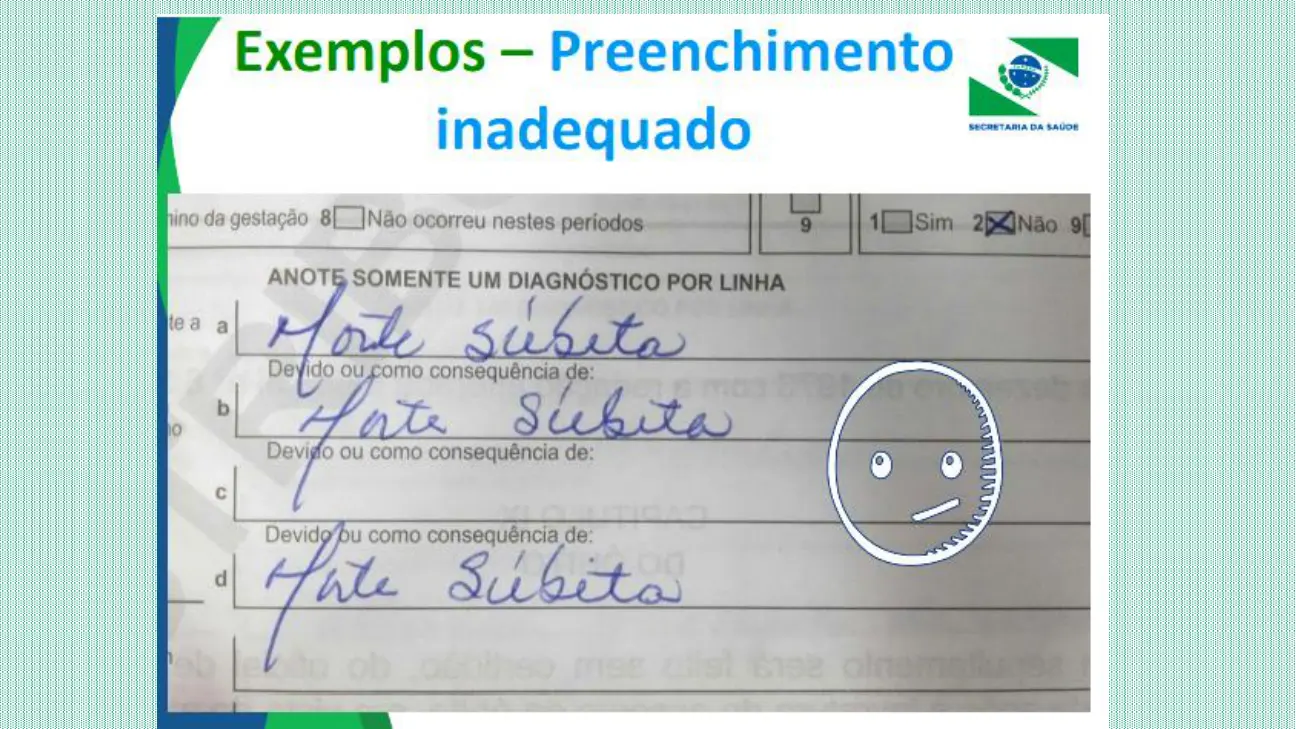 Exemplos – Preenchimento
inadequado
SECRETARIA DA SAÚDE
mino da gestação 8 Não ocorreu nestes períodos
9
1 Sim 2 Não 9
ANOTE SOMENTE UM DIAGNÓSTICO POR LINHA
te a a Morte Súbita
Devido ou como consequência de:
b Morte Súbita
Devido ou como consequência de:
c
Devido ou como consequência de:
d Morte Súbita